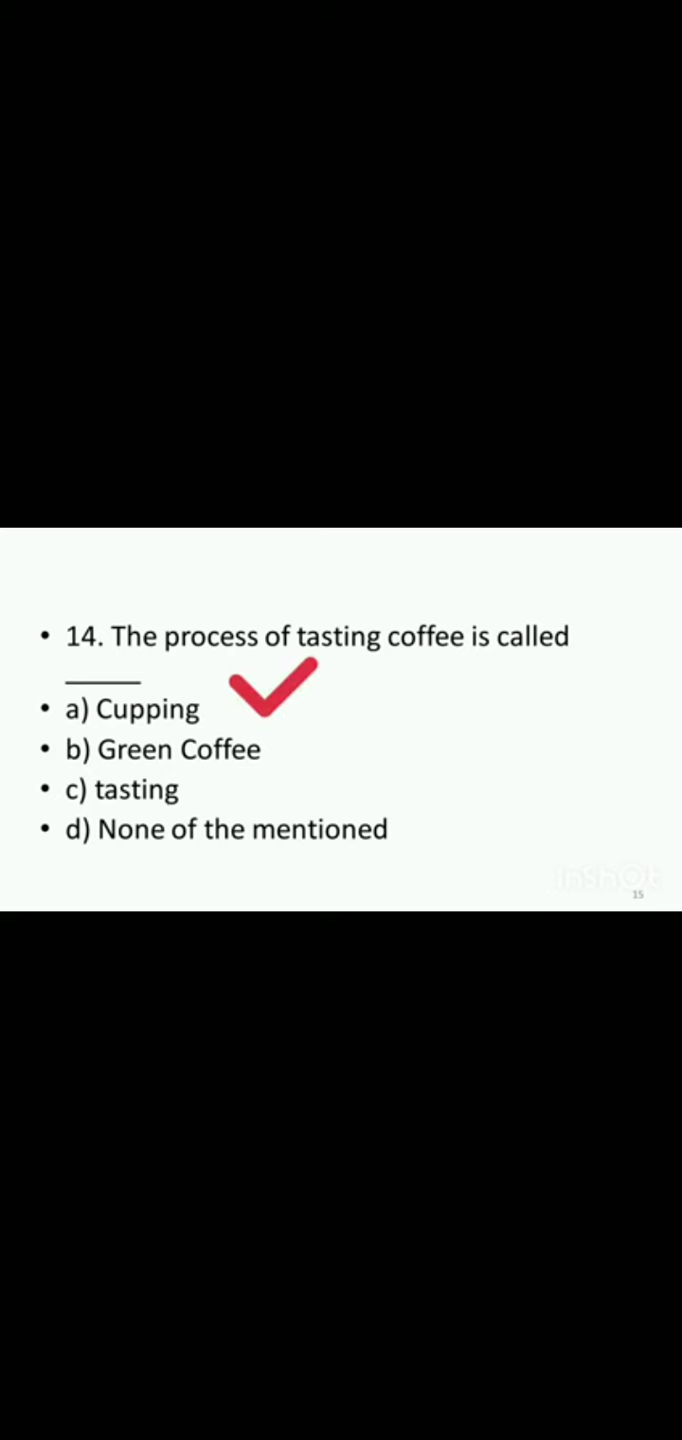 • 14. The process of tasting coffee is called
______
• a) Cupping
• b) Green Coffee
• c) tasting
• d) None of the mentioned
InShOt
15